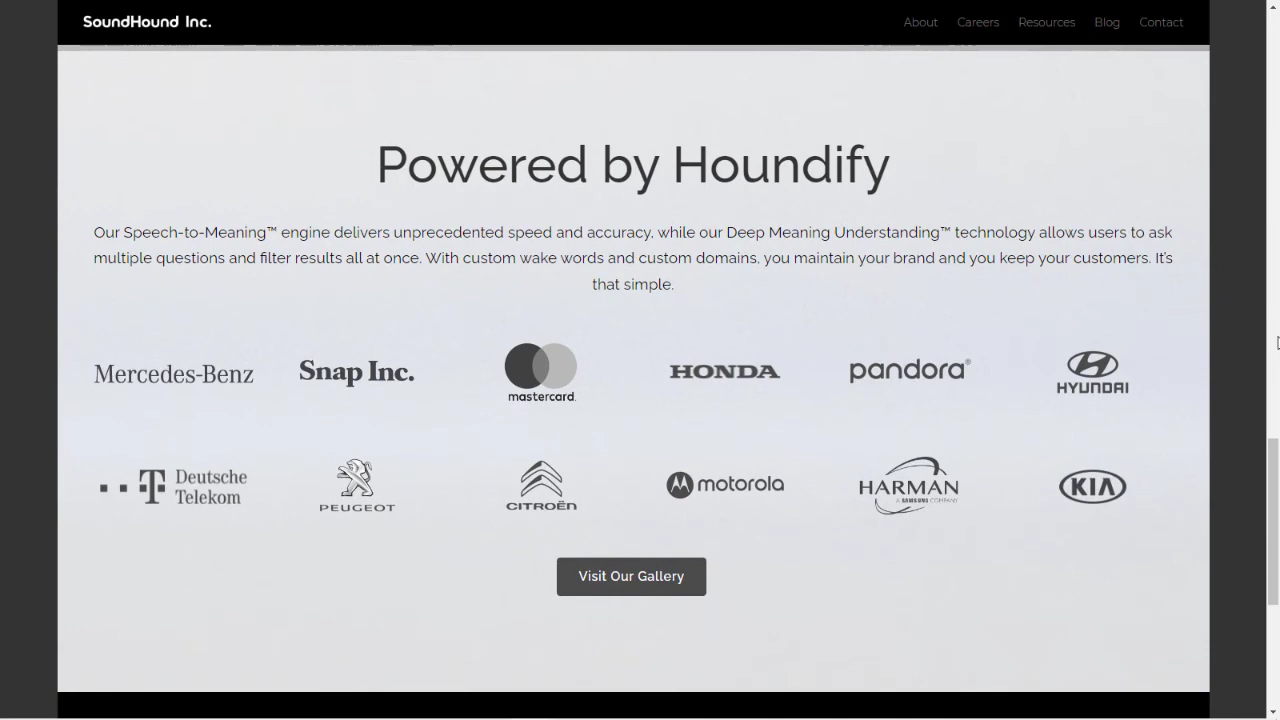 SoundHound Inc.
About Careers Resources Blog Contact
Powered by Houndify
Our Speech-to-Meaning™ engine delivers unprecedented speed and accuracy, while our Deep Meaning Understanding™ technology allows users to ask
multiple questions and filter results all at once. With custom wake words and custom domains, you maintain your brand and you keep your customers. It's
that simple.
Mercedes-Benz
Snap Inc.
mastercard.
HONDA
pandora®
HYUNDAI
T Deutsche
Telekom
PEUGEOT
CITROËN
motorola
HARMAN
A SAMSUNG COMPANY
KIA
Visit Our Gallery